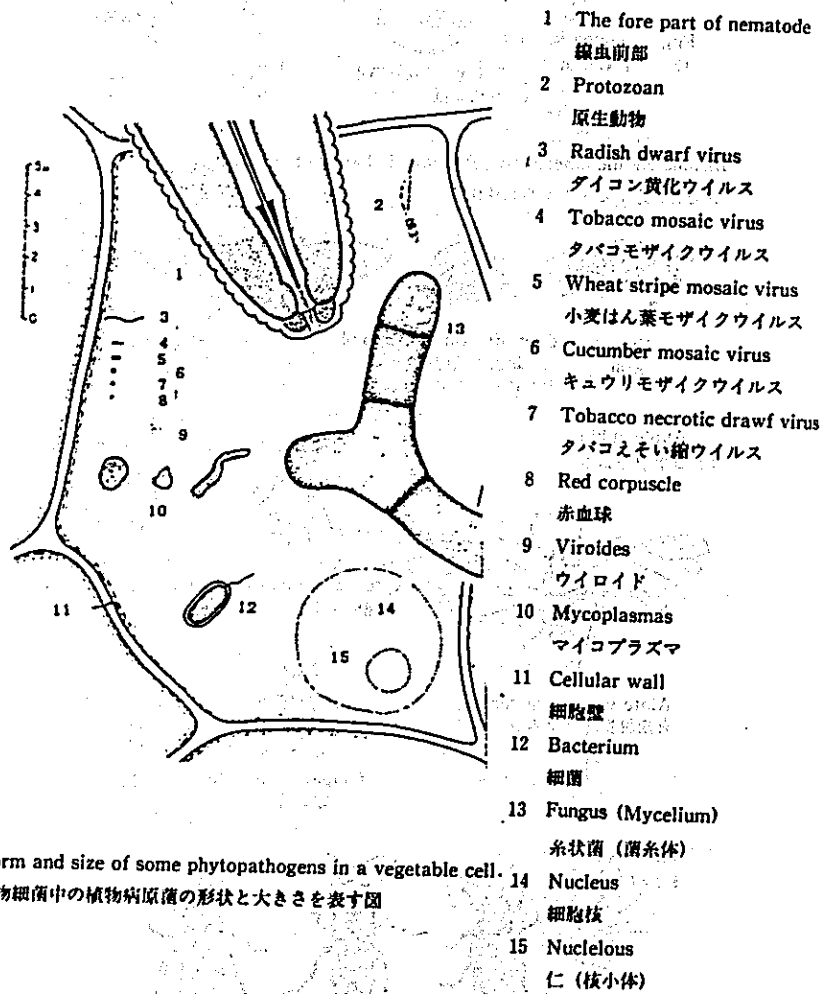 1 The fore part of nematode
線虫前部
2 Protozoan
原生動物
3 Radish dwarf virus
ダイコン黄化ウイルス
4 Tobacco mosaic virus
タバコモザイクウイルス
5 Wheat stripe mosaic virus
小麦はん葉モザイクウイルス
6 Cucumber mosaic virus
キュウリモザイクウイルス
7 Tobacco necrotic drawf virus
タバコえそい縮ウイルス
8 Red corpuscle
赤血球
9 Viroides
ウイロイド
10 Mycoplasmas
マイコプラズマ
11 Cellular wall
細胞壁
12 Bacterium
細菌
13 Fungus (Mycelium)
糸状菌 (菌糸体)
14 Nucleus
細胞核
15 Nuclelous
仁 (核小体)
5
4
3
2
1
0
1
2
3
4
5
6
7
8
9
10
11
12
13
14
15
rm and size of some phytopathogens in a vegetable cell.
物細菌中の植物病原菌の形状と大きさを表す図